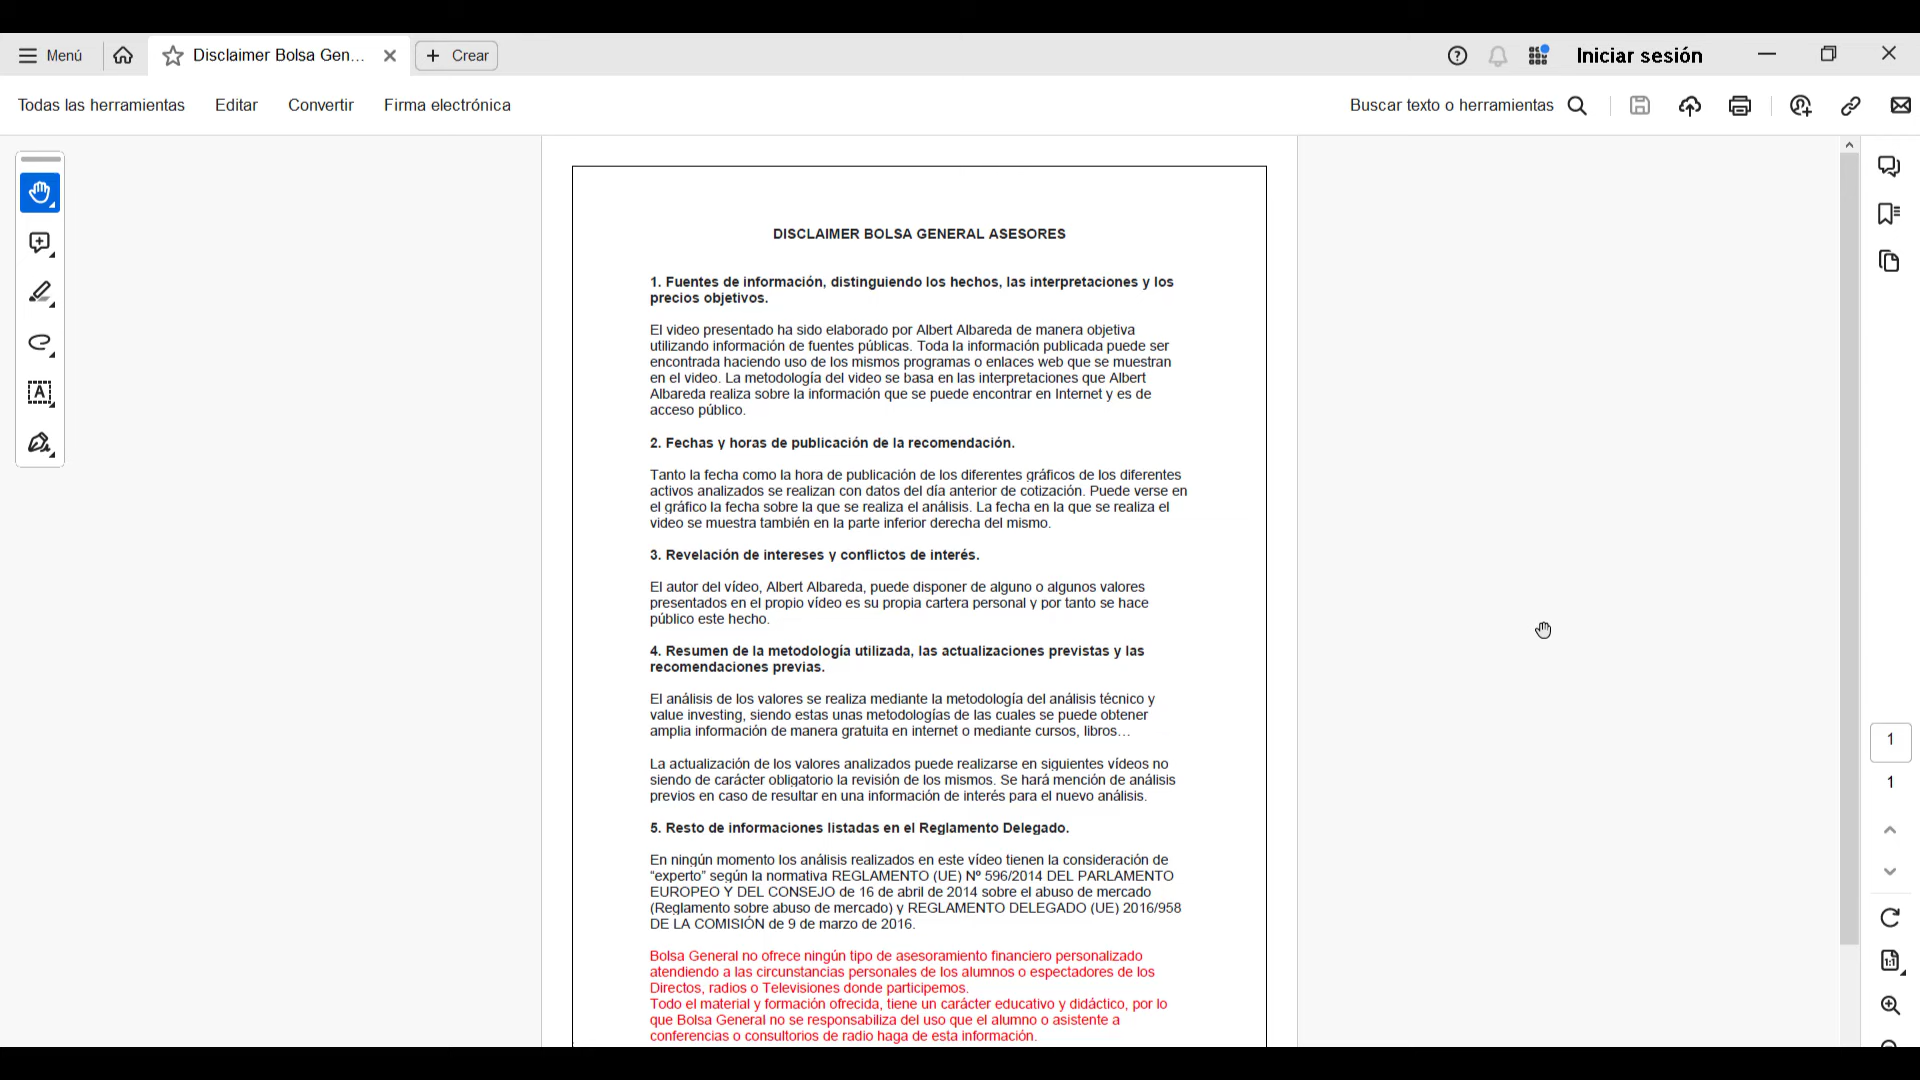 Menú
Disclaimer Bolsa Gen...
Crear
Iniciar sesión
Todas las herramientas
Editar
Convertir
Firma electrónica
Buscar texto o herramientas
DISCLAIMER BOLSA GENERAL ASESORES
1. Fuentes de información, distinguiendo los hechos, las interpretaciones y los
precios objetivos.
El video presentado ha sido elaborado por Albert Albareda de manera objetiva
utilizando información de fuentes públicas. Toda la información publicada puede ser
encontrada haciendo uso de los mismos programas o enlaces web que se muestran
en el video. La metodología del video se basa en las interpretaciones que Albert
Albareda realiza sobre la información que se puede encontrar en Internet y es de
acceso público.
2. Fechas y horas de publicación de la recomendación.
Tanto la fecha como la hora de publicación de los diferentes gráficos de los diferentes
activos analizados se realizan con datos del día anterior de cotización. Puede verse en
el gráfico la fecha sobre la que se realiza el análisis. La fecha en la que se realiza el
video se muestra también en la parte inferior derecha del mismo.
3. Revelación de intereses y conflictos de interés.
El autor del vídeo, Albert Albareda, puede disponer de alguno o algunos valores
presentados en el propio vídeo es su propia cartera personal y por tanto se hace
público este hecho.
4. Resumen de la metodología utilizada, las actualizaciones previstas y las
recomendaciones previas.
El análisis de los valores se realiza mediante la metodología del análisis técnico y
value investing, siendo estas unas metodologías de las cuales se puede obtener
amplia información de manera gratuita en internet o mediante cursos, libros…
La actualización de los valores analizados puede realizarse en siguientes vídeos no
siendo de carácter obligatorio la revisión de los mismos. Se hará mención de análisis
previos en caso de resultar en una información de interés para el nuevo análisis.
5. Resto de informaciones listadas en el Reglamento Delegado.
En ningún momento los análisis realizados en este vídeo tienen la consideración de
“experto” según la normativa REGLAMENTO (UE) Nº 596/2014 DEL PARLAMENTO
EUROPEO Y DEL CONSEJO de 16 de abril de 2014 sobre el abuso de mercado
(Reglamento sobre abuso de mercado) y REGLAMENTO DELEGADO (UE) 2016/958
DE LA COMISIÓN de 9 de marzo de 2016.
Bolsa General no ofrece ningún tipo de asesoramiento financiero personalizado
atendiendo a las circunstancias personales de los alumnos o espectadores de los
Directos, radios o Televisiones donde participemos.
Todo el material y formación ofrecida, tiene un carácter educativo y didáctico, por lo
que Bolsa General no se responsabiliza del uso que el alumno o asistente a
conferencias o consultorios de radio haga de esta información.
1
1